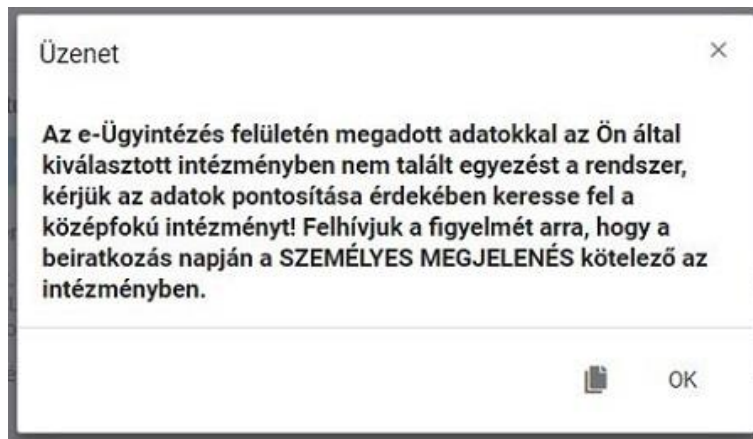 Üzenet
Az e-Ügyintézés felületén megadott adatokkal az Ön által
kiválasztott intézményben nem talált egyezést a rendszer,
kérjük az adatok pontosítása érdekében keresse fel a
középfokú intézményt! Felhívjuk a figyelmét arra, hogy a
beiratkozás napján a SZEMÉLYES MEGJELENÉS kötelező az
intézményben.
OK